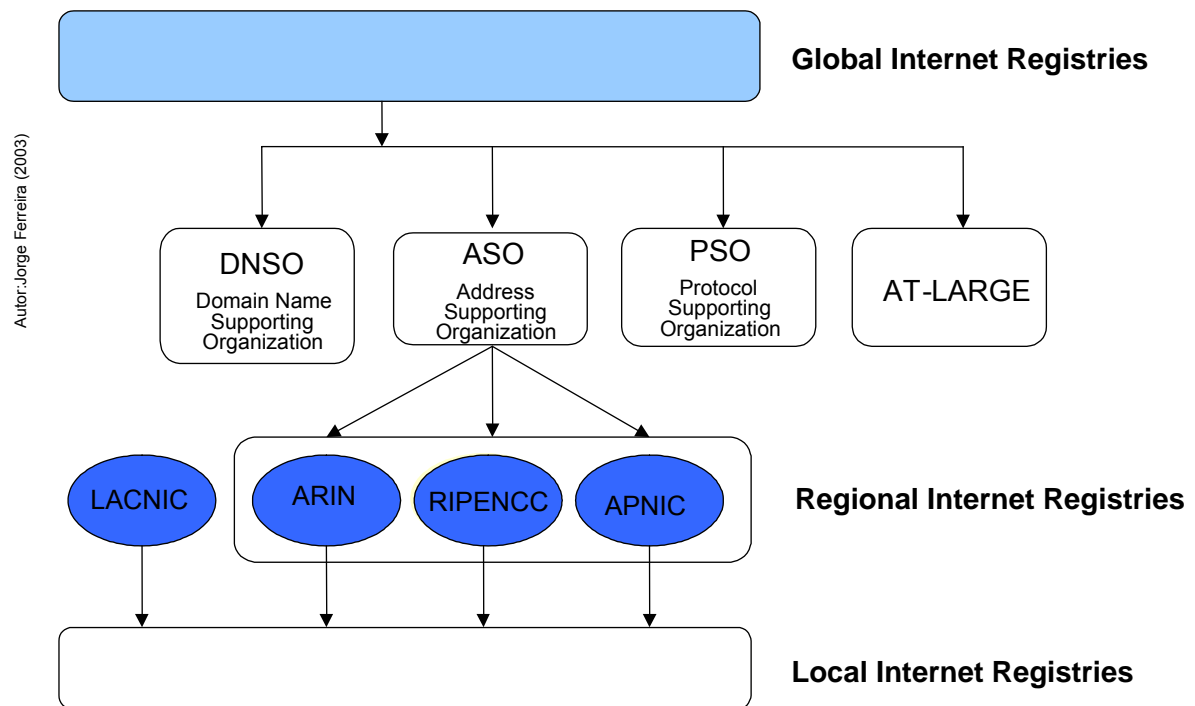 Global Internet Registries
Autor:Jorge Ferreira (2003)
DNSO
Domain Name
Supporting
Organization
ASO
Address
Supporting
Organization
PSO
Protocol
Supporting
Organization
AT-LARGE
LACNIC
ARIN
RIPENCC
APNIC
Regional Internet Registries
Local Internet Registries